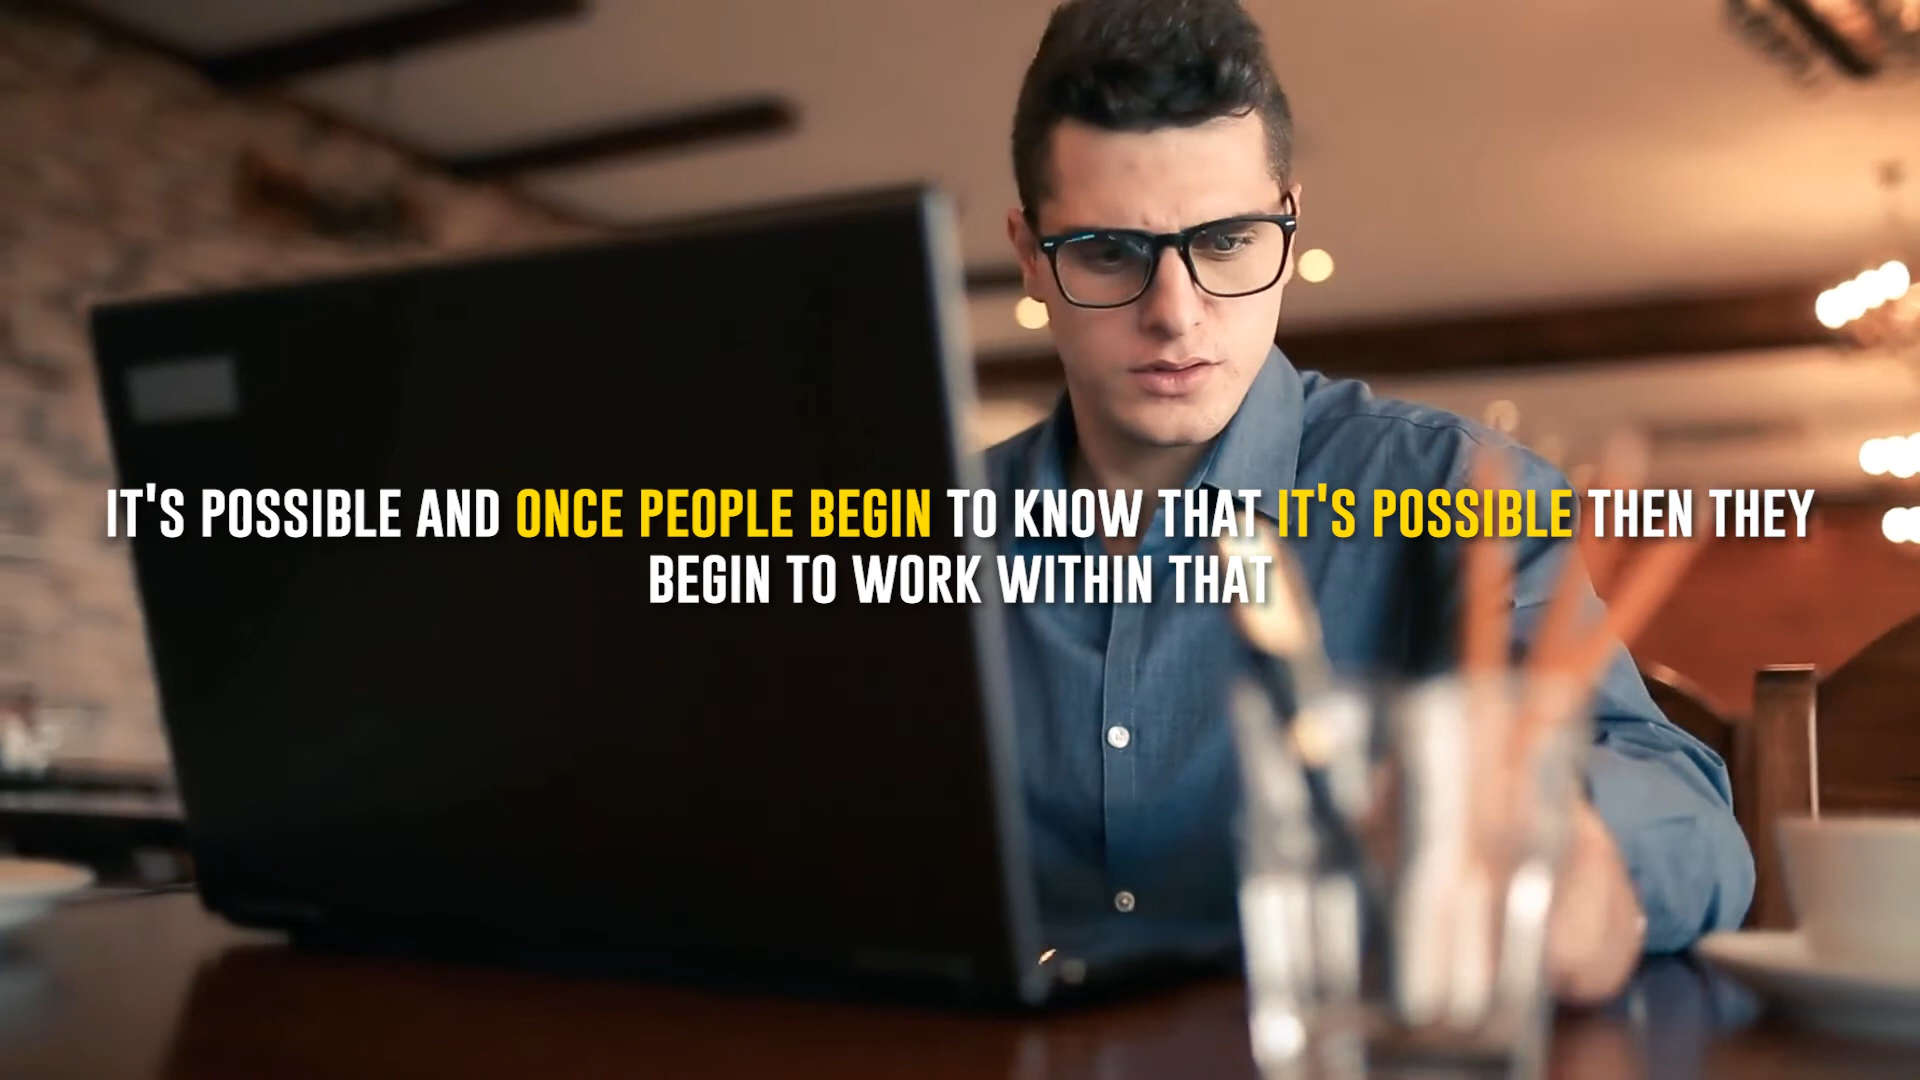 IT'S POSSIBLE AND ONCE PEOPLE BEGIN TO KNOW THAT IT'S POSSIBLE THEN THEY
BEGIN TO WORK WITHIN THAT